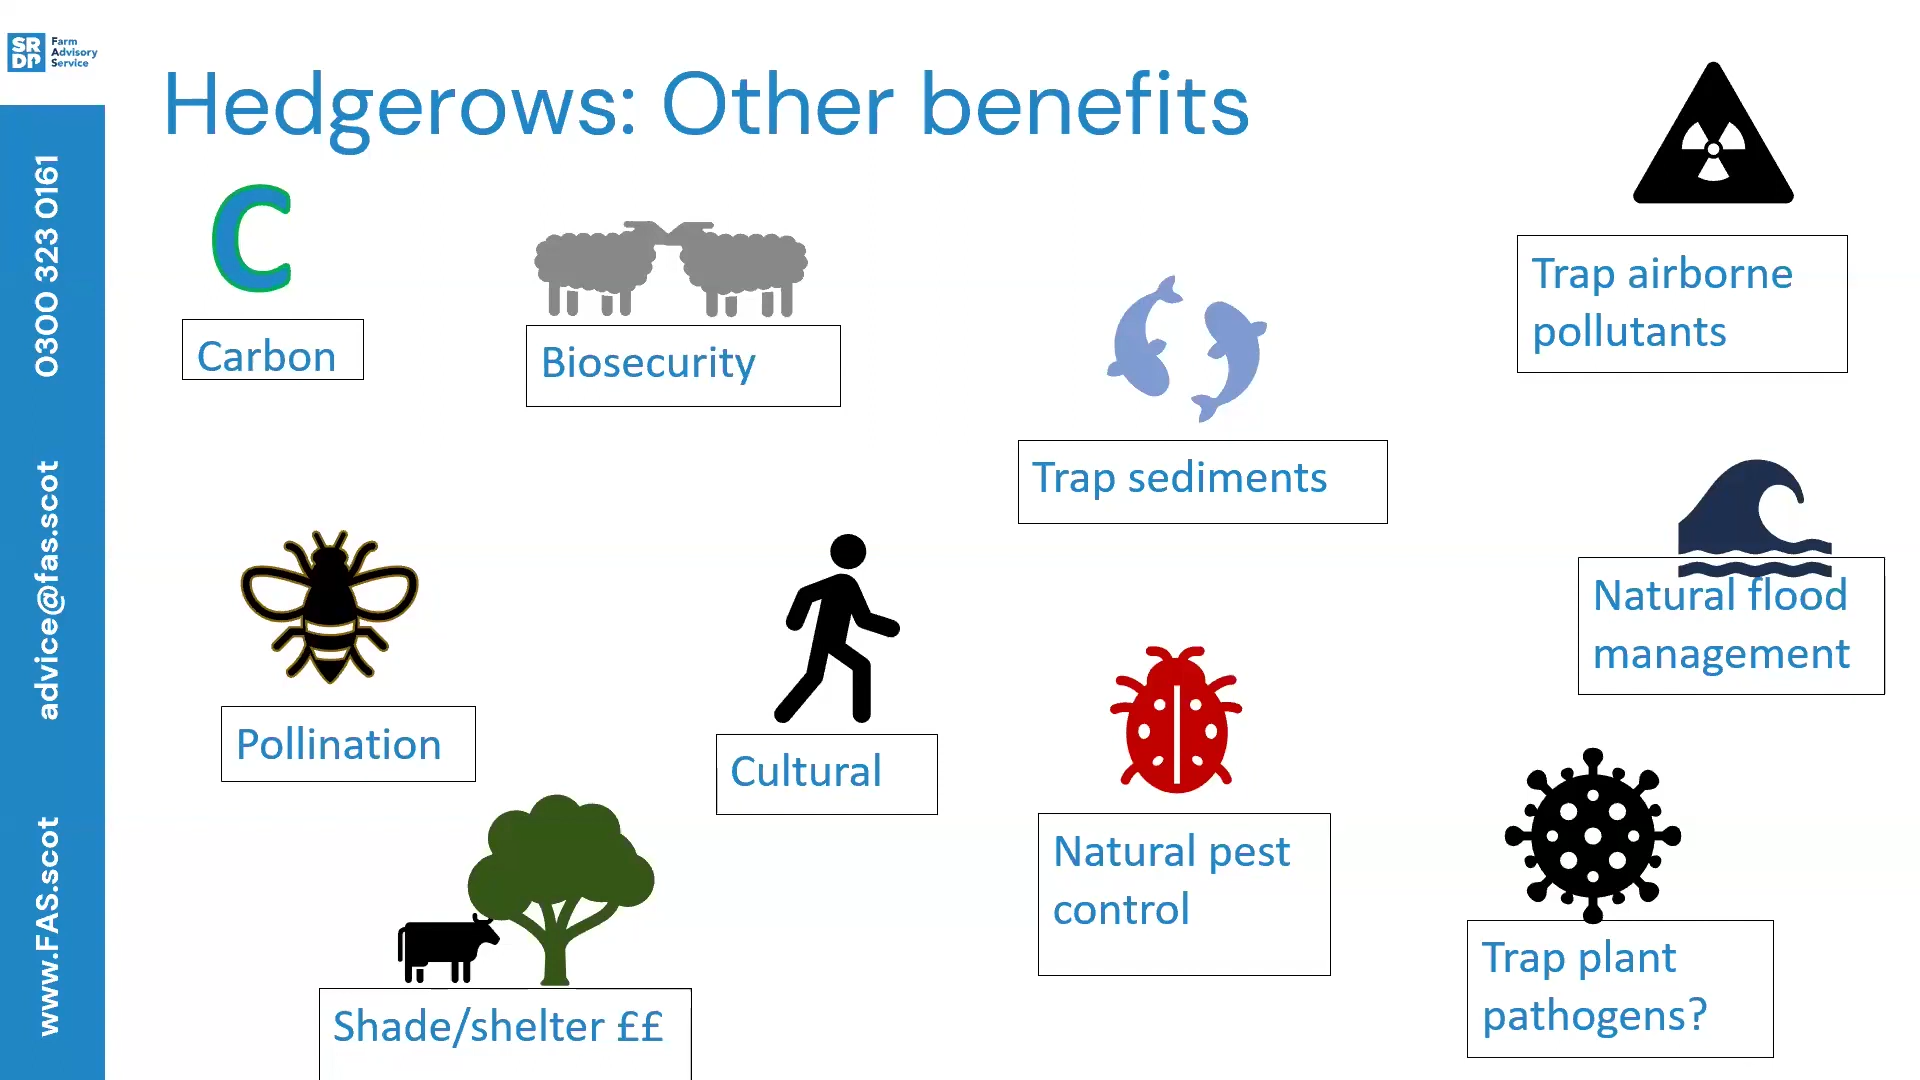 SR
DP
Farm
Advisory
Service
Hedgerows: Other benefits
0300 323 0161
advice@fas.scot
www.FAS.scot
C
Carbon
Biosecurity
Trap sediments
Trap airborne
pollutants
Natural flood
management
Pollination
Cultural
Natural pest
control
Trap plant
pathogens?
Shade/shelter ££